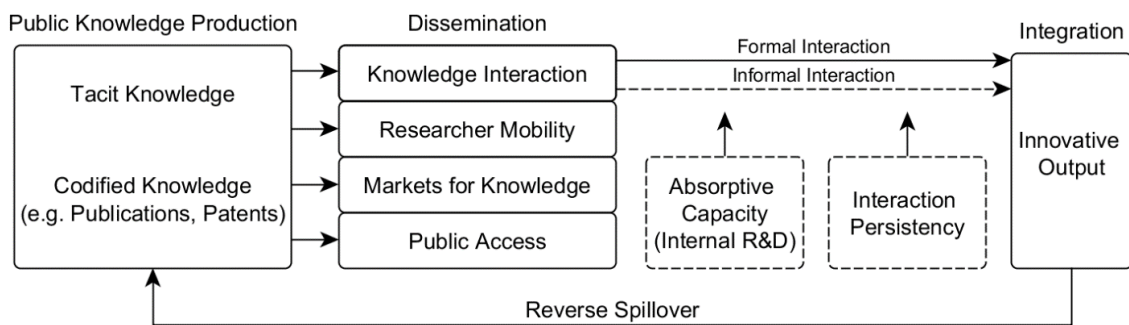 Public Knowledge Production
Dissemination
Integration
Tacit Knowledge
Codified Knowledge
(e.g. Publications, Patents)
Knowledge Interaction
Researcher Mobility
Markets for Knowledge
Public Access
Formal Interaction
Informal Interaction
Absorptive
Capacity
(Internal R&D)
Interaction
Persistency
Innovative
Output
Reverse Spillover